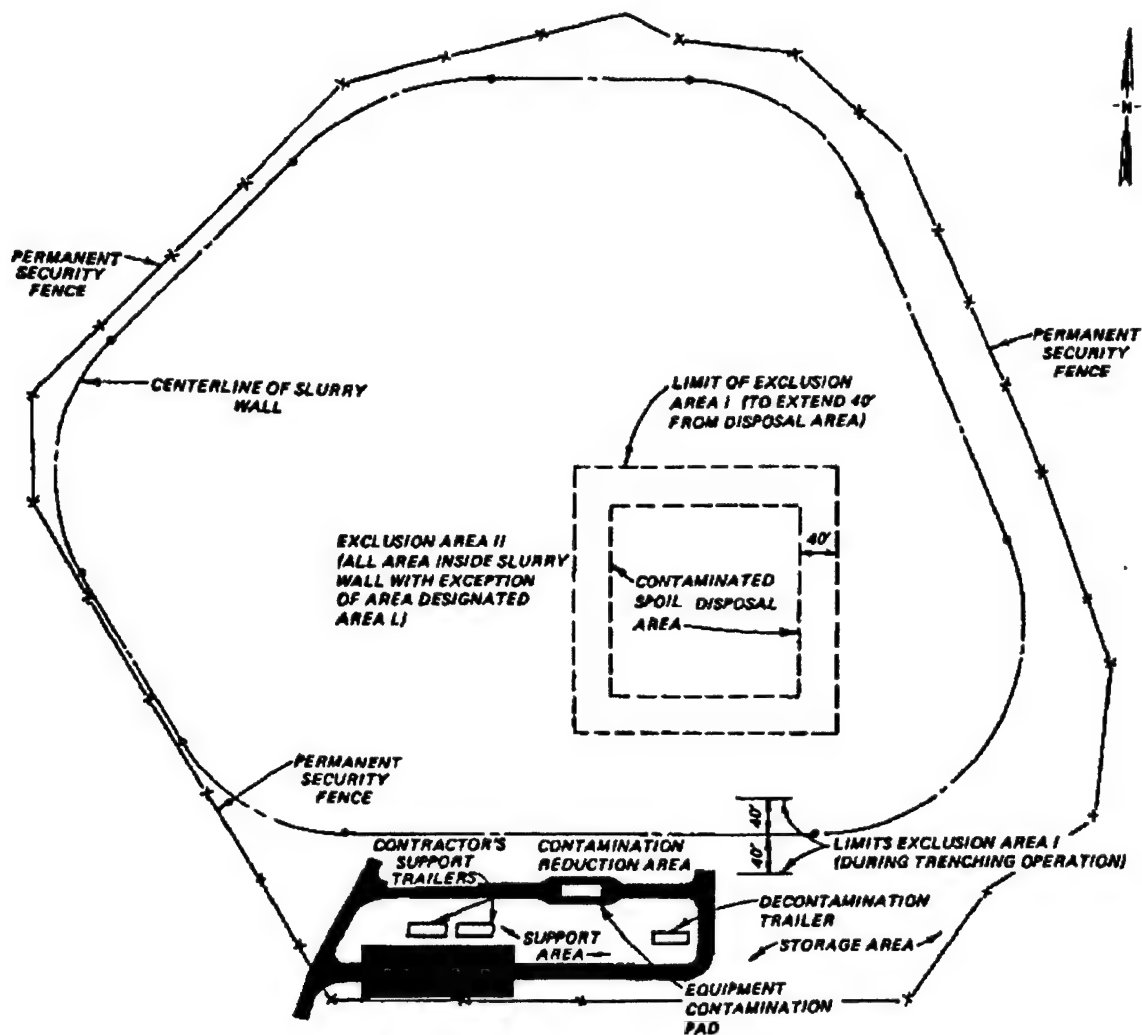 N
PERMANENT
SECURITY
FENCE
CENTERLINE OF SLURRY
WALL
LIMIT OF EXCLUSION
AREA I (TO EXTEND 40'
FROM DISPOSAL AREA)
PERMANENT
SECURITY
FENCE
EXCLUSION AREA II
(ALL AREA INSIDE SLURRY
WALL WITH EXCEPTION
OF AREA DESIGNATED
AREA I.)
40'
CONTAMINATED
SPOIL DISPOSAL
AREA
PERMANENT
SECURITY
FENCE
40'
40'
LIMITS EXCLUSION AREA I
(DURING TRENCHING OPERATION)
CONTRACTOR'S
SUPPORT
TRAILERS
CONTAMINATION
REDUCTION AREA
DECONTAMINATION
TRAILER
SUPPORT
AREA
STORAGE AREA
EQUIPMENT
CONTAMINATION
PAD